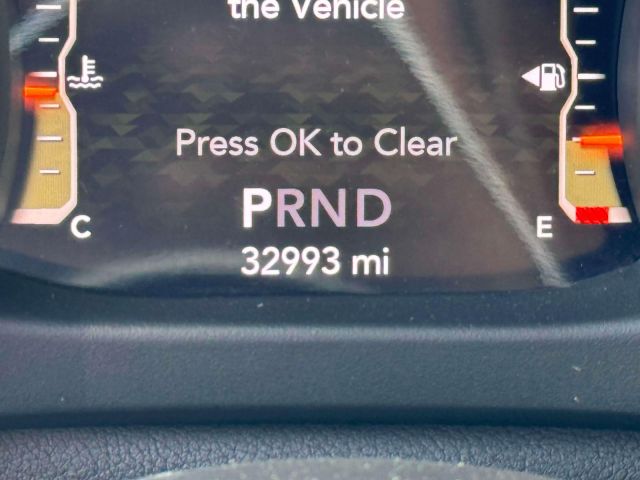 the Vehicle
Press OK to Clear
PRND
C
E
32993 mi